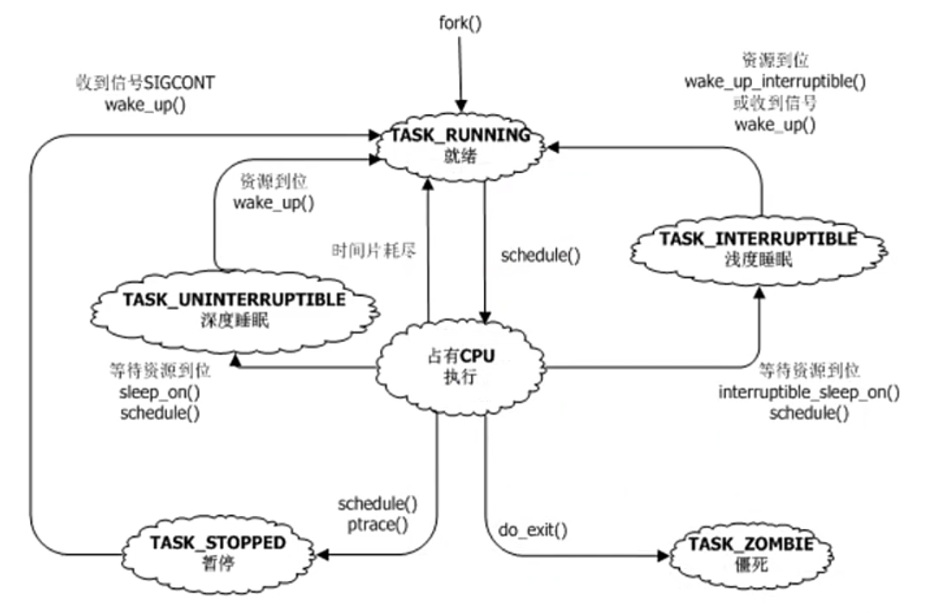 fork()
收到信号SIGCONT
wake_up()
资源到位
wake_up_interruptible()
或收到信号
wake_up()
TASK_RUNNING
就绪
资源到位
wake_up()
时间片耗尽
schedule()
TASK_INTERRUPTIBLE
浅度睡眠
TASK_UNINTERRUPTIBLE
深度睡眠
占有CPU
执行
等待资源到位
sleep_on()
schedule()
等待资源到位
interruptible_sleep_on()
schedule()
schedule()
ptrace()
do_exit()
TASK_STOPPED
暂停
TASK_ZOMBIE
僵死